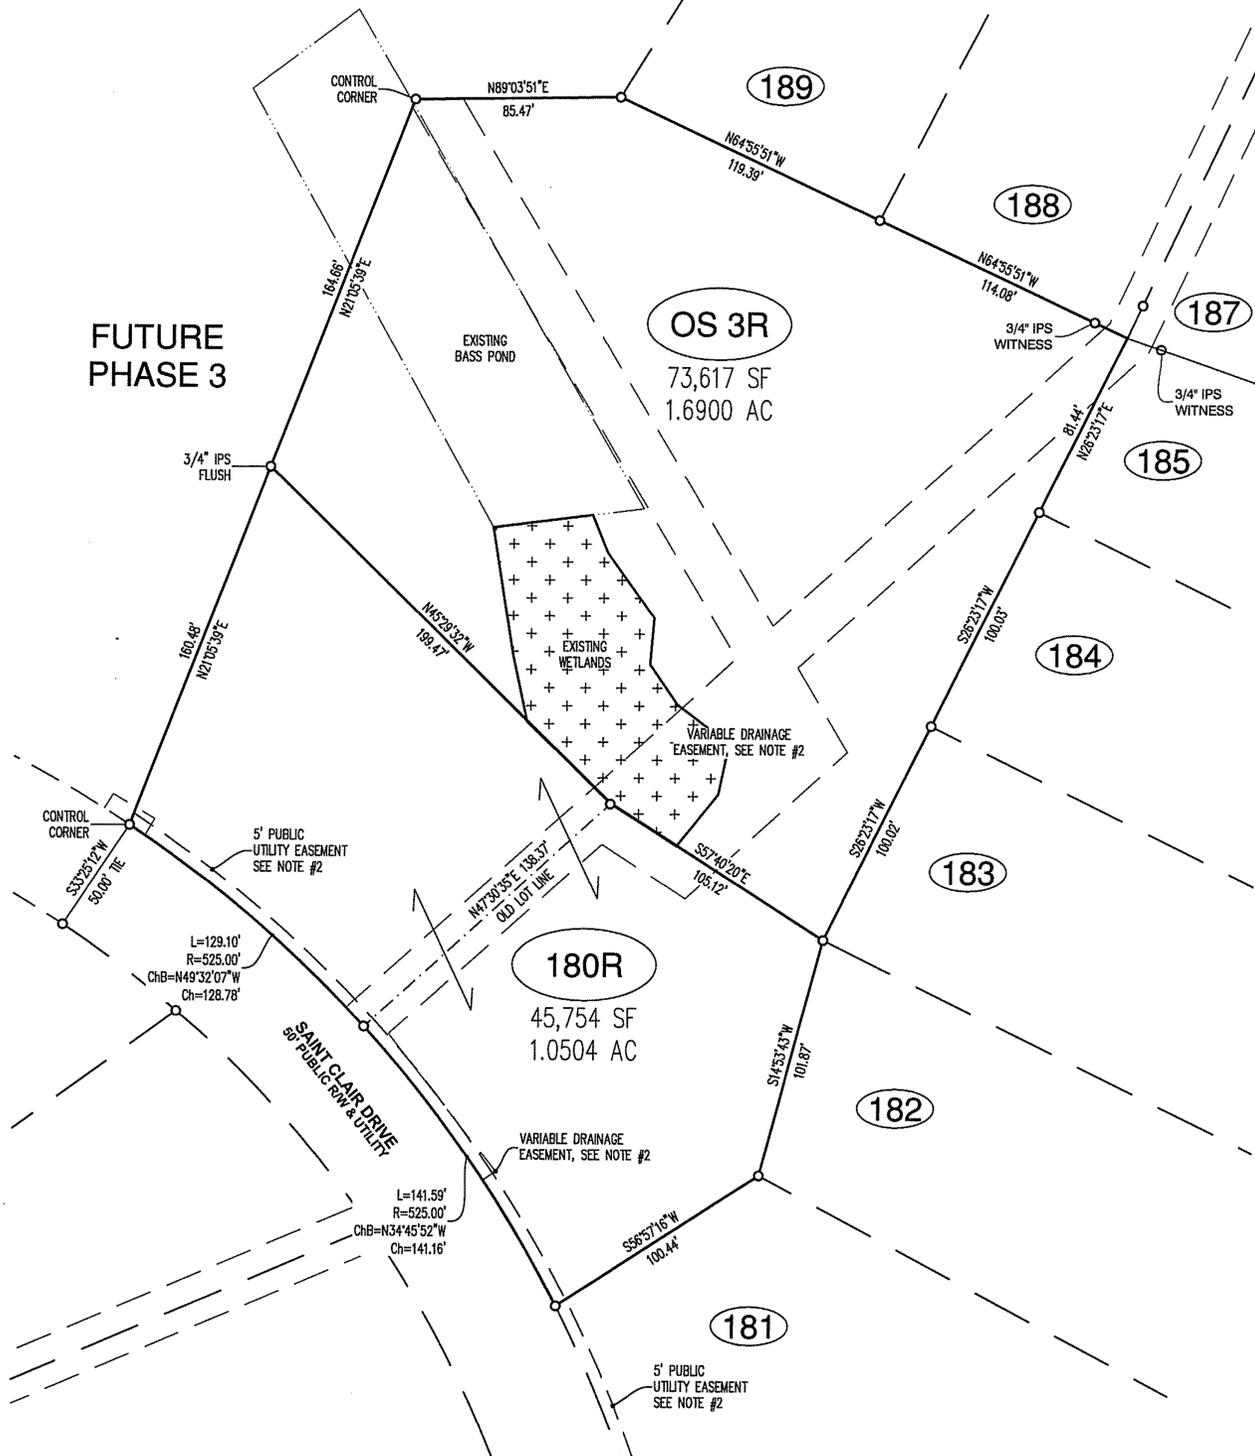 CONTROL
CORNER
N89°03'51"E
85.47'
189
N64°55'51"W
119.39'
188
N64°55'51"W
114.08'
164.66'
N21°05'39"E
FUTURE
PHASE 3
EXISTING
BASS POND
OS 3R
73,617 SF
1.6900 AC
3/4" IPS
WITNESS
187
3/4" IPS
WITNESS
81.44'
N26°23'17"E
185
3/4" IPS
FLUSH
N45°29'32"W
199.47'
160.48'
N21°05'39"E
EXISTING
WETLANDS
S26°23'17"W
100.03'
184
VARIABLE DRAINAGE
EASEMENT, SEE NOTE #2
CONTROL
CORNER
S33°25'12"W
50.00' TIE
5' PUBLIC
UTILITY EASEMENT
SEE NOTE #2
N47°30'35"E 138.37'
OLD LOT LINE
S57°40'20"E
105.12'
S26°23'17"W
100.02'
183
L=129.10'
R=525.00'
ChB=N49°32'07"W
Ch=128.78'
180R
45,754 SF
1.0504 AC
SAINT CLAIR DRIVE
50' PUBLIC R/W & UTILITY
S14°53'43"W
101.87'
182
VARIABLE DRAINAGE
EASEMENT, SEE NOTE #2
L=141.59'
R=525.00'
ChB=N34°45'52"W
Ch=141.16'
S56°57'16"W
100.44'
181
5' PUBLIC
UTILITY EASEMENT
SEE NOTE #2